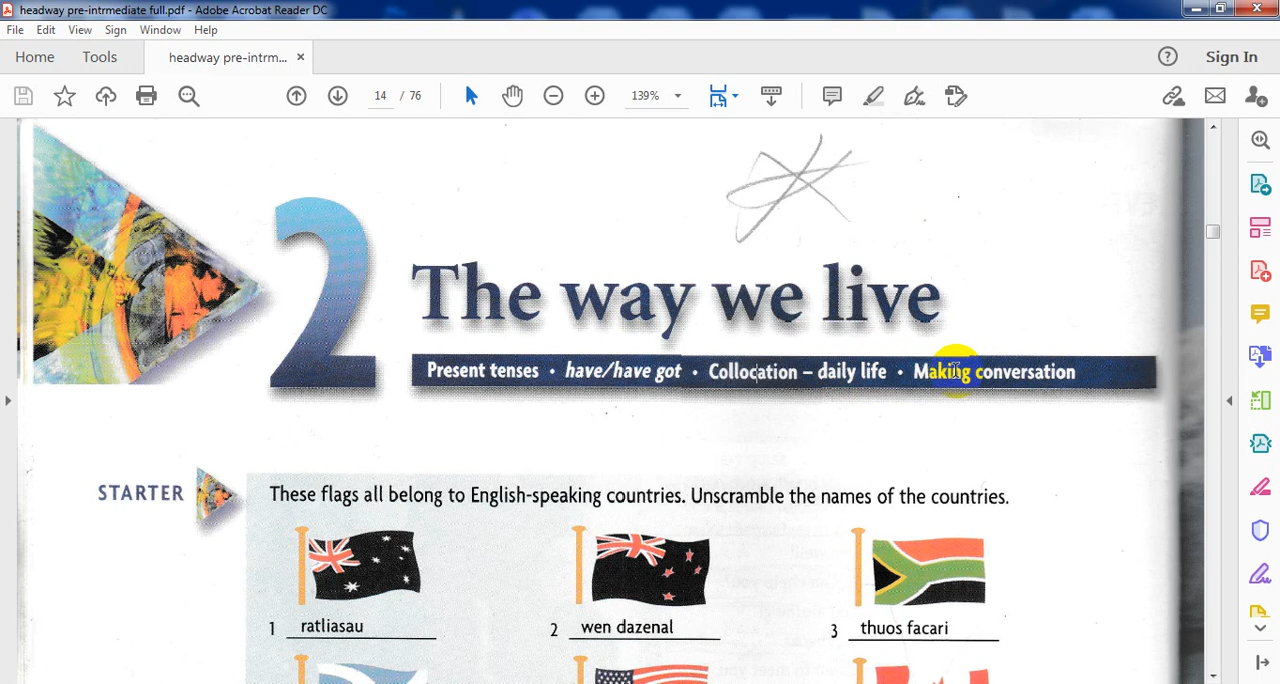 headway pre-intrmediate full.pdf - Adobe Acrobat Reader DC
File Edit View Sign Window Help
Home Tools headway pre-intrm... ×
? Sign In
14 / 76 139%
2
The way we live
Present tenses • have/have got • Collocation – daily life • Making conversation
STARTER
These flags all belong to English-speaking countries. Unscramble the names of the countries.
1 ratliasau 2 wen dazenal 3 thuos facari